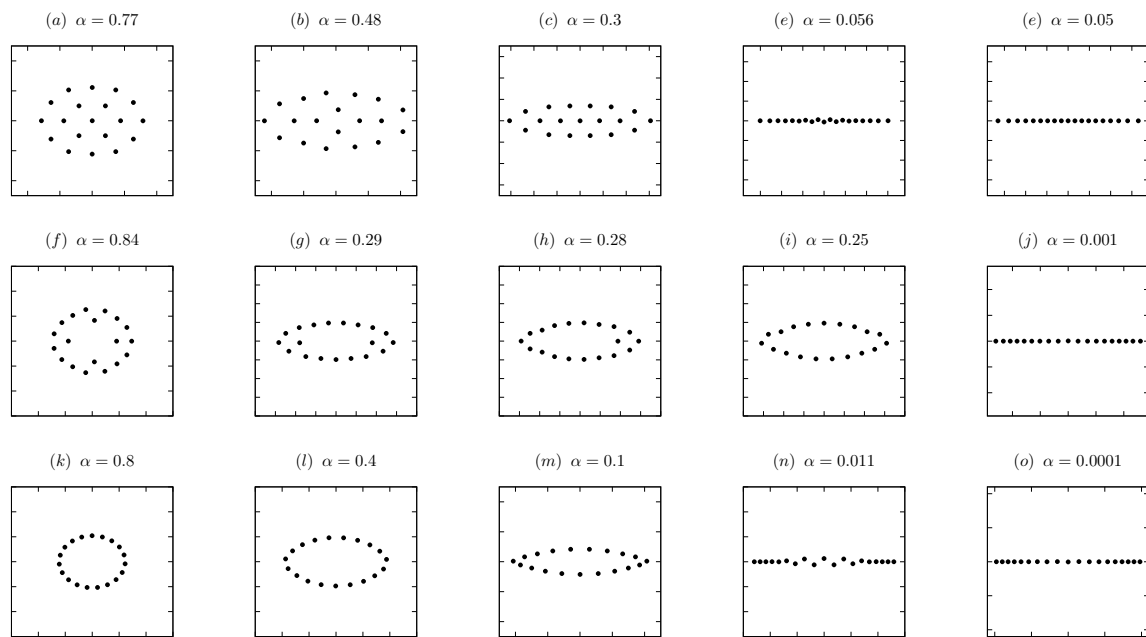 (a) α = 0.77
(b) α = 0.48
(c) α = 0.3
(e) α = 0.056
(e) α = 0.05
(f) α = 0.84
(g) α = 0.29
(h) α = 0.28
(i) α = 0.25
(j) α = 0.001
(k) α = 0.8
(l) α = 0.4
(m) α = 0.1
(n) α = 0.011
(o) α = 0.0001